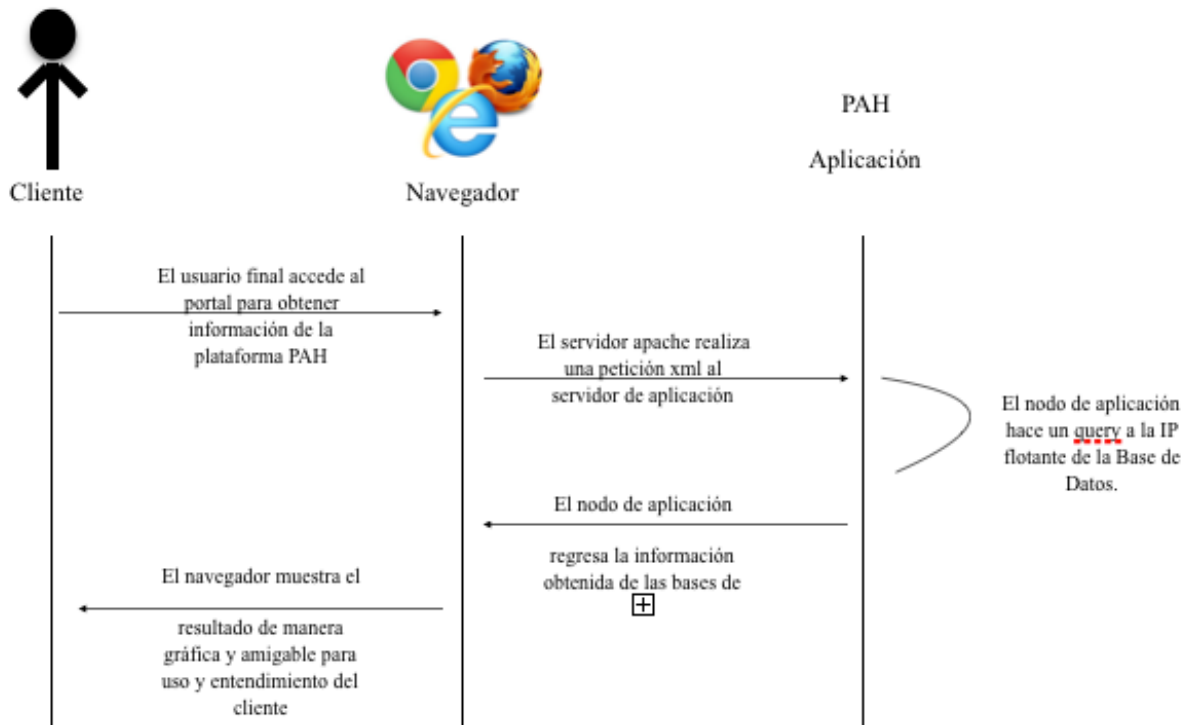 Cliente
Navegador
PAH
Aplicación
El usuario final accede al
portal para obtener
información de la
plataforma PAH
El servidor apache realiza
una petición xml al
servidor de aplicación
El nodo de aplicación
hace un query a la IP
flotante de la Base de
Datos.
El nodo de aplicación
regresa la información
obtenida de las bases de
El navegador muestra el
resultado de manera
gráfica y amigable para
uso y entendimiento del
cliente